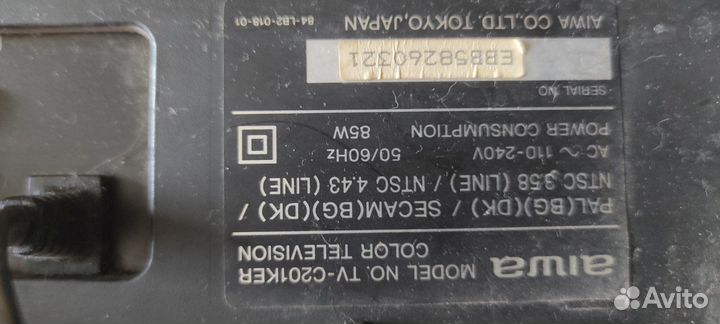 aiwa MODEL NO. TV-C201KER
COLOR TELEVISION
PAL(BG)(DK) / SECAM(BG)(DK) /
NTSC 3.58 (LINE) / NTSC 4.43 (LINE)
AC ~ 110-240V 50/60Hz
POWER CONSUMPTION 85W
SERIAL NO.
EBB58260321
AIWA CO.,LTD TOKYO,JAPAN
84-LB2-018-01
Avito